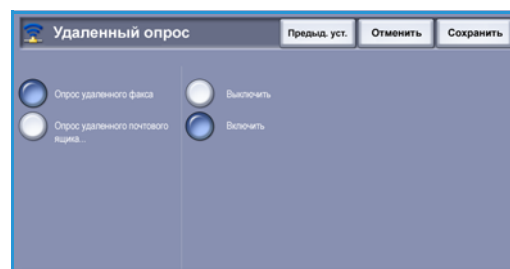 Удаленный опрос
Предыд. уст.
Отменить
Сохранить
Опрос удаленного факса
Выключить
Опрос удаленного почтового
ящика...
Включить